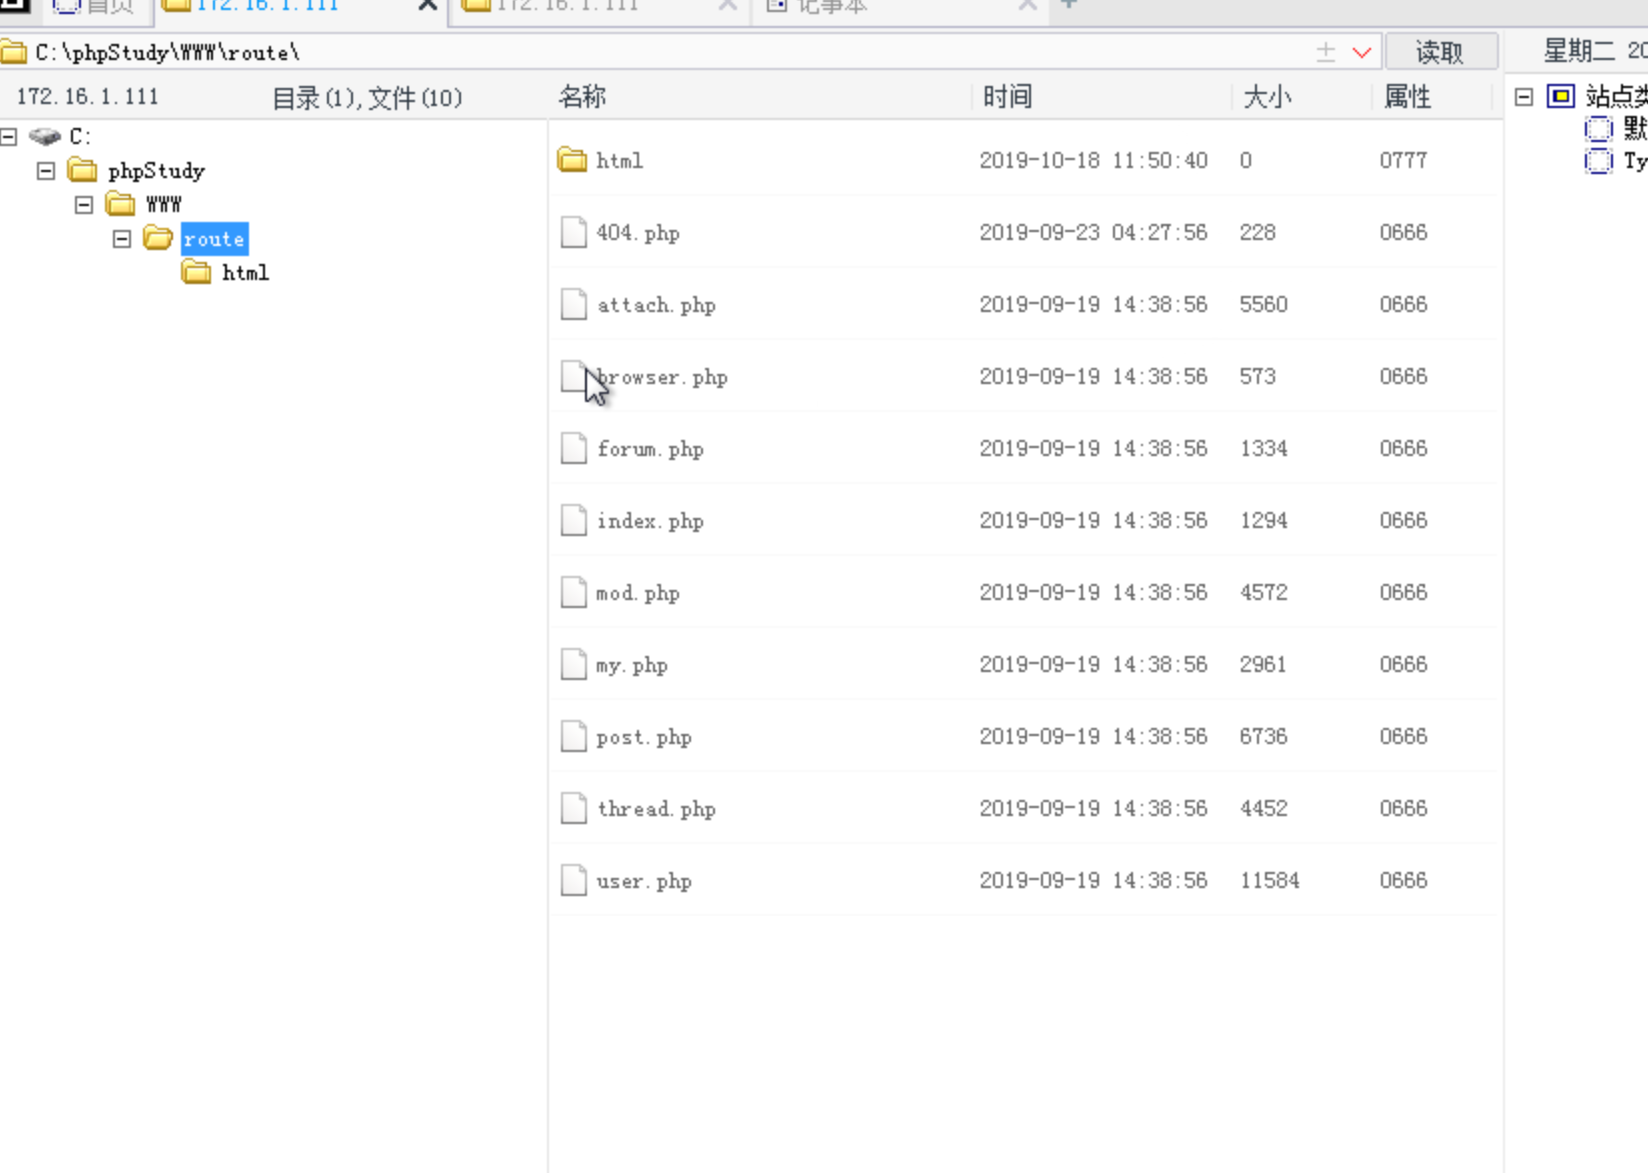 首页 172.16.1.111 172.16.1.111 记事本
C:\phpStudy\WWW\route\ 读取 星期二 20
172.16.1.111 目录(1),文件(10) 名称 时间 大小 属性 站点类
C:
phpStudy
WWW
route
html
html 2019-10-18 11:50:40 0 0777
404.php 2019-09-23 04:27:56 228 0666
attach.php 2019-09-19 14:38:56 5560 0666
browser.php 2019-09-19 14:38:56 573 0666
forum.php 2019-09-19 14:38:56 1334 0666
index.php 2019-09-19 14:38:56 1294 0666
mod.php 2019-09-19 14:38:56 4572 0666
my.php 2019-09-19 14:38:56 2961 0666
post.php 2019-09-19 14:38:56 6736 0666
thread.php 2019-09-19 14:38:56 4452 0666
user.php 2019-09-19 14:38:56 11584 0666
默
Ty